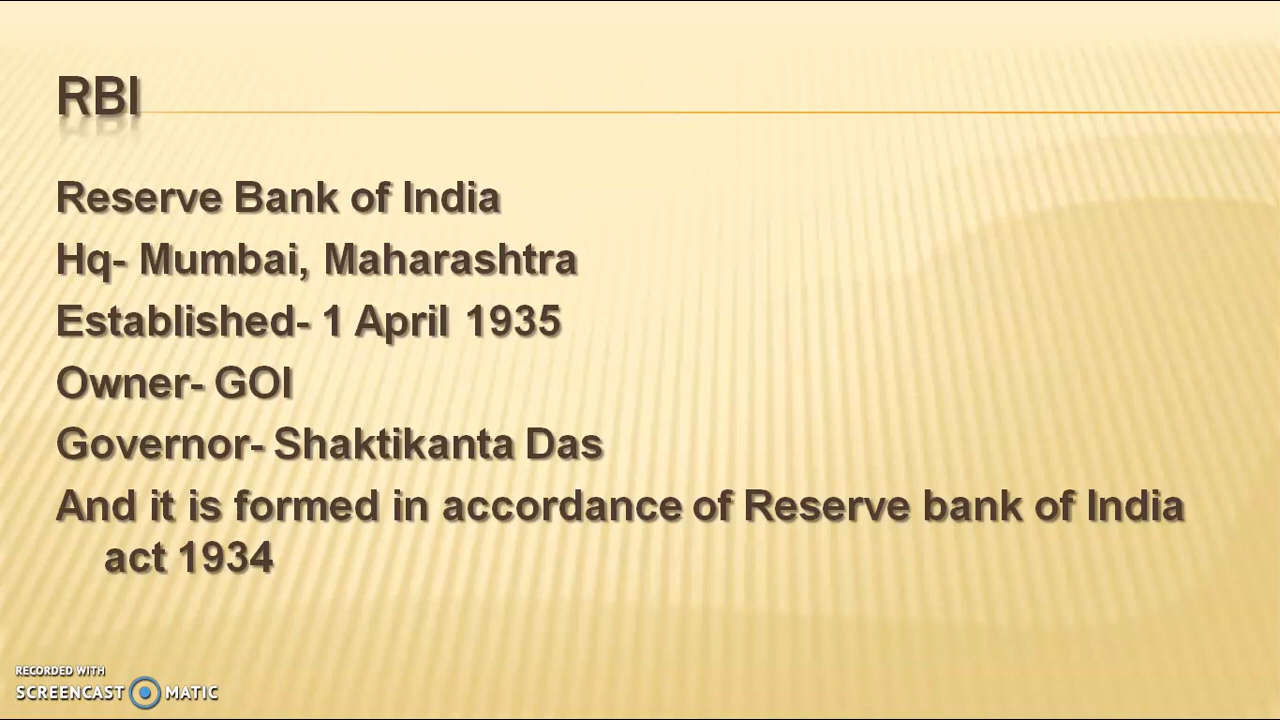 RBI
Reserve Bank of India
Hq- Mumbai, Maharashtra
Established- 1 April 1935
Owner- GOI
Governor- Shaktikanta Das
And it is formed in accordance of Reserve bank of India
act 1934
RECORDED WITH
SCREENCAST MATIC